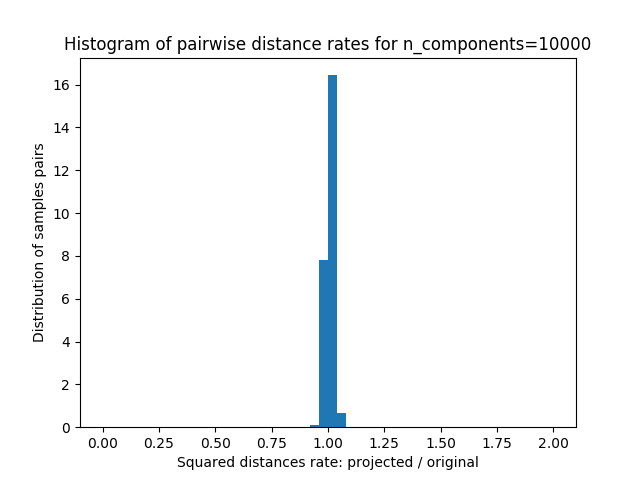 Histogram of pairwise distance rates for n_components=10000
Distribution of samples pairs
16
14
12
10
8
6
4
2
0
0.00 0.25 0.50 0.75 1.00 1.25 1.50 1.75 2.00
Squared distances rate: projected / original